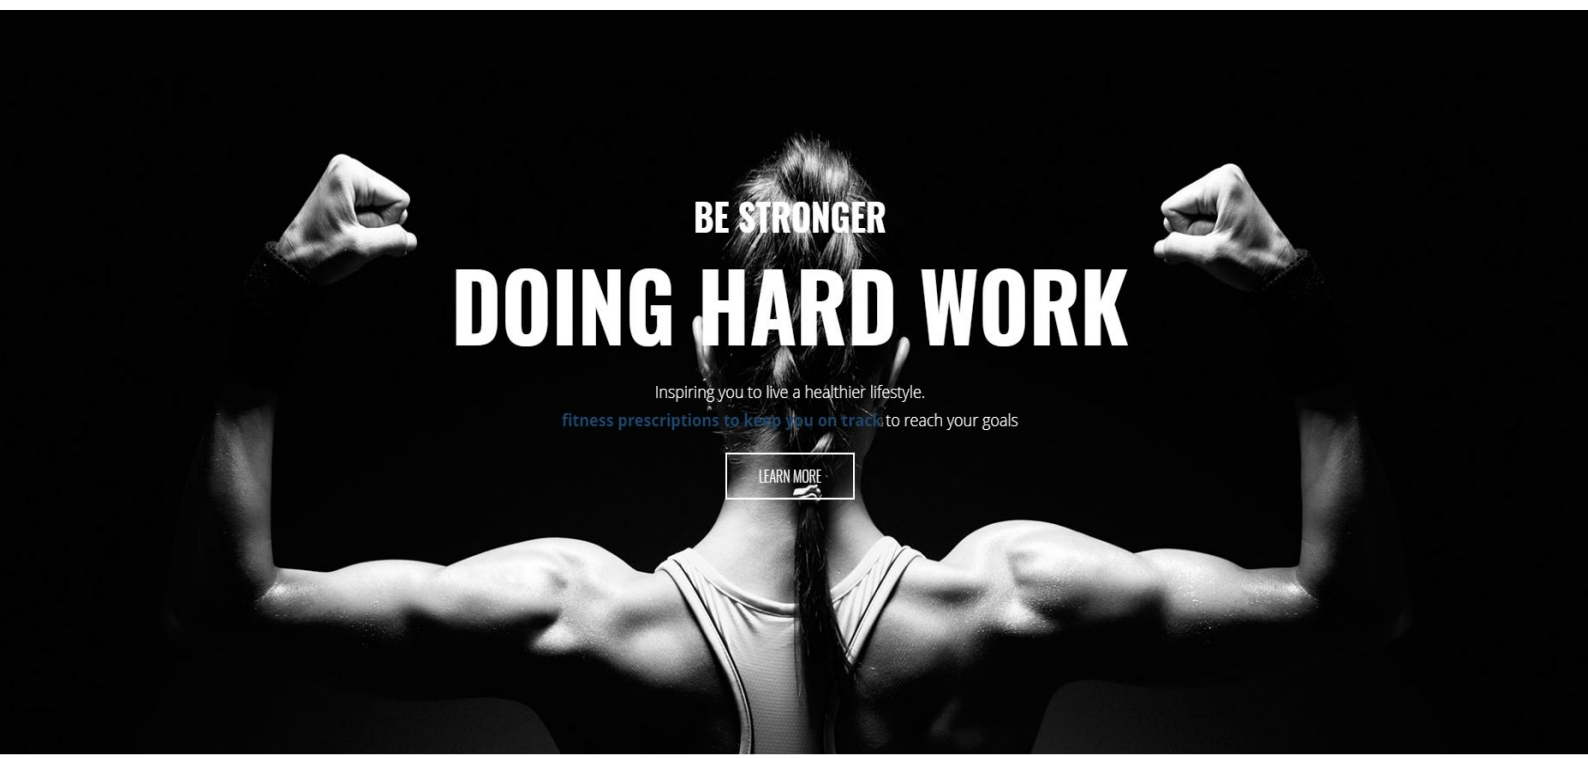 BE STRONGER
DOING HARD WORK
Inspiring you to live a healthier lifestyle.
fitness prescriptions to keep you on track to reach your goals
LEARN MORE